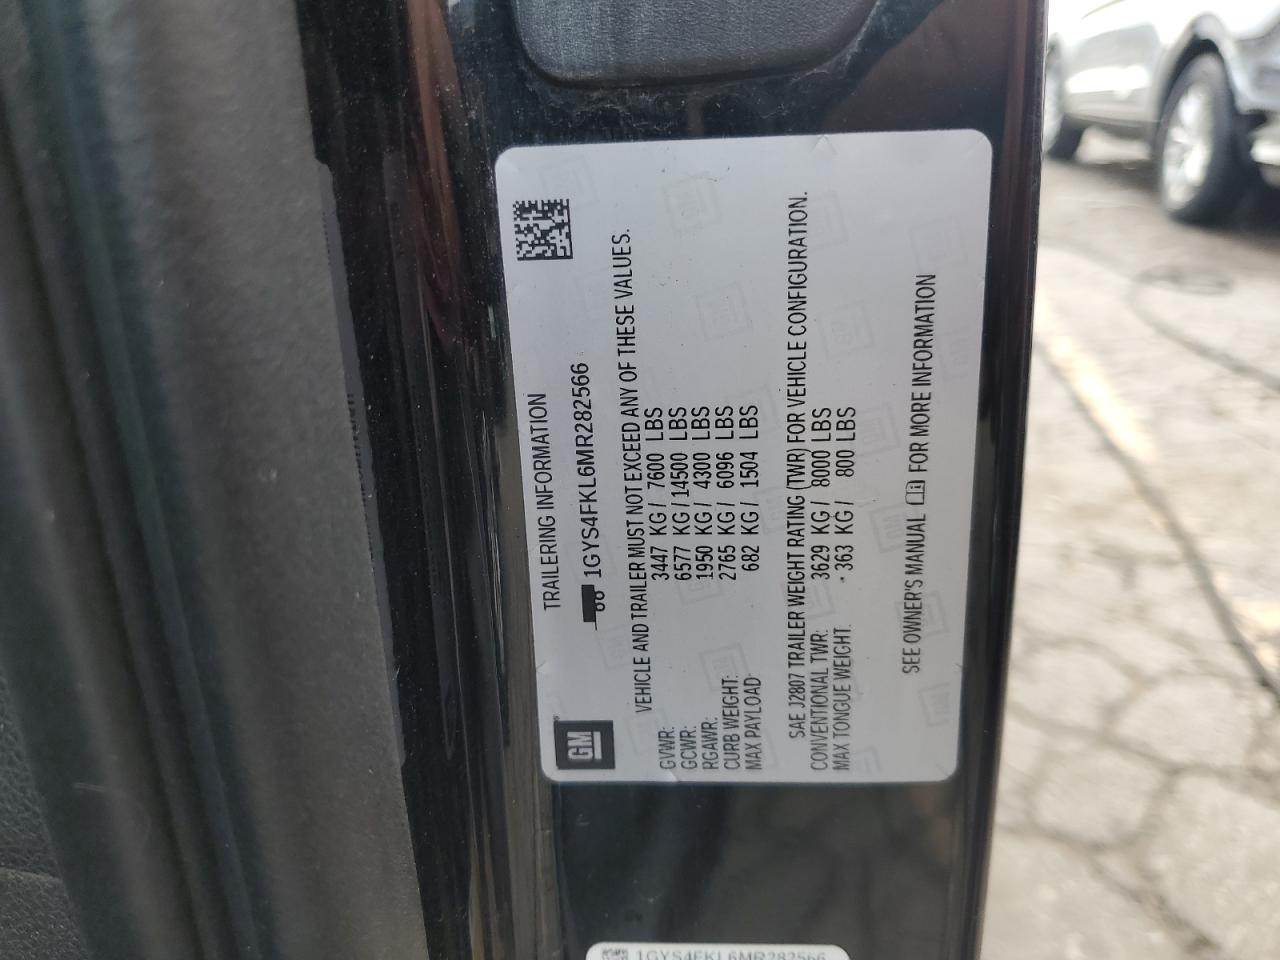 GM
TRAILERING INFORMATION
1GYS4FKL6MR282566
VEHICLE AND TRAILER MUST NOT EXCEED ANY OF THESE VALUES.
GVWR: 3447 KG / 7600 LBS
GCWR: 6577 KG / 14500 LBS
RGAWR: 1950 KG / 4300 LBS
CURB WEIGHT: 2765 KG / 6096 LBS
MAX PAYLOAD: 682 KG / 1504 LBS
SAE J2807 TRAILER WEIGHT RATING (TWR) FOR VEHICLE CONFIGURATION.
CONVENTIONAL TWR: 3629 KG / 8000 LBS
MAX TONGUE WEIGHT: 363 KG / 800 LBS
SEE OWNER'S MANUAL FOR MORE INFORMATION
1GYS4FKL6MR282566